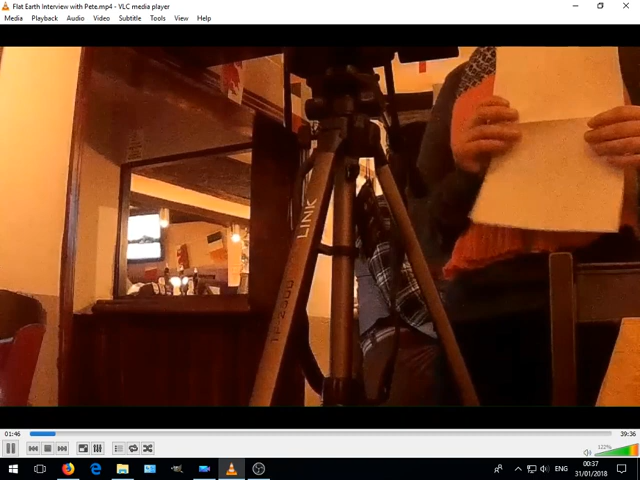 Flat Earth Interview with Pete.mp4 - VLC media player
Media Playback Audio Video Subtitle Tools View Help
LINK
01:46
39:36
122%
ENG
00:37
31/01/2018